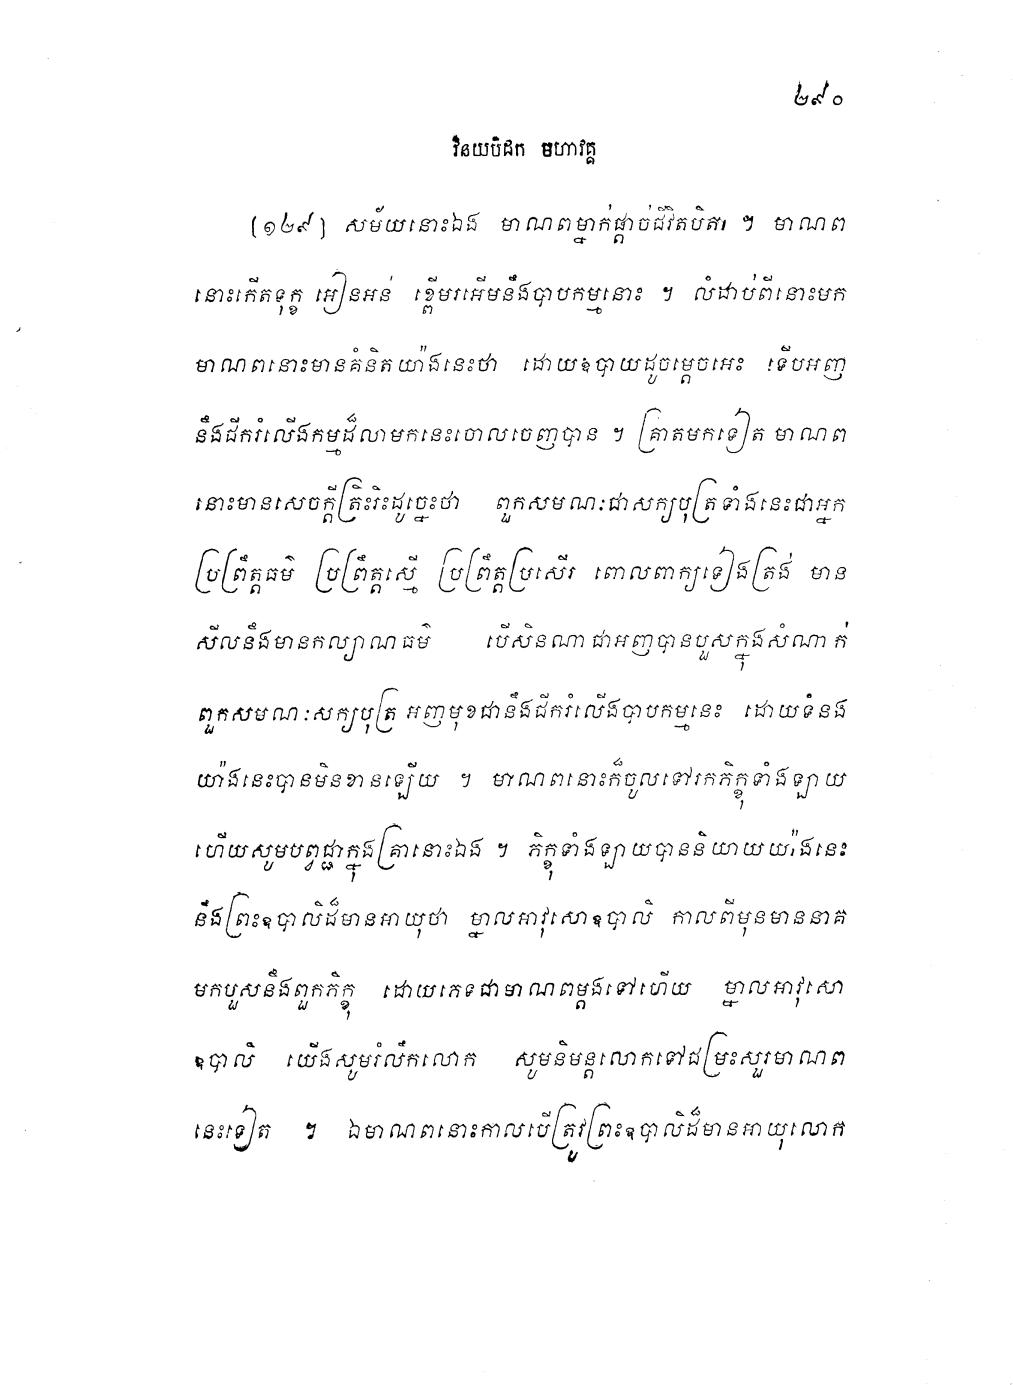 ២៩០
វិនយបិដក មហាវគ្គ
[១២៩] សម័យនោះឯង មាណពម្នាក់ផ្តាច់ជីវិតបិតា ។ មាណព
នោះកើតទុក្ខ អៀនអន់ ខ្ពើមរអើមនឹងបាបកម្មនោះ ។ លំដាប់ពីនោះមក
មាណពនោះមានគំនិតយ៉ាងនេះថា ដោយឧបាយដូចម្តេចអេះ ទើបអញ
នឹងដីករំលើងកម្មដ៏លាមកនេះចោលចេញបាន ។ គ្រាតមកទៀត មាណព
នោះមានសេចក្តីត្រិះរិះដូច្នេះថា ពួកសមណៈជាសក្យបុត្រទាំងនេះជាអ្នក
ប្រព្រឹត្តធម៌ ប្រព្រឹត្តស្មើ ប្រព្រឹត្តប្រសើរ ពោលពាក្យទៀងត្រង់ មាន
សីលនឹងមានកល្យាណធម៌ បើសិនណាជាអញបានបួសក្នុងសំណាក់
ពួកសមណៈសក្យបុត្រ អញមុខជានឹងដីករំលើងបាបកម្មនេះ ដោយទំនង
យ៉ាងនេះបានមិនខានឡើយ ។ មាណពនោះក៏ចូលទៅរកភិក្ខុទាំងឡាយ
ហើយសូមបព្វជ្ជាក្នុងគ្រានោះឯង ។ ភិក្ខុទាំងឡាយបាននិយាយយ៉ាងនេះ
នឹងព្រះឧបាលិដ៏មានអាយុថា ម្នាលអាវុសោឧបាលិ កាលពីមុនមាននាគ
មកបួសនឹងពួកភិក្ខុ ដោយភេទជាមាណពម្តងទៅហើយ ម្នាលអាវុសោ
ឧបាលិ យើងសូមរំលឹកលោក សូមនិមន្តលោកទៅជម្រះសួរមាណព
នេះទៀត ។ ឯមាណពនោះកាលបើត្រូវព្រះឧបាលិដ៏មានអាយុលោក